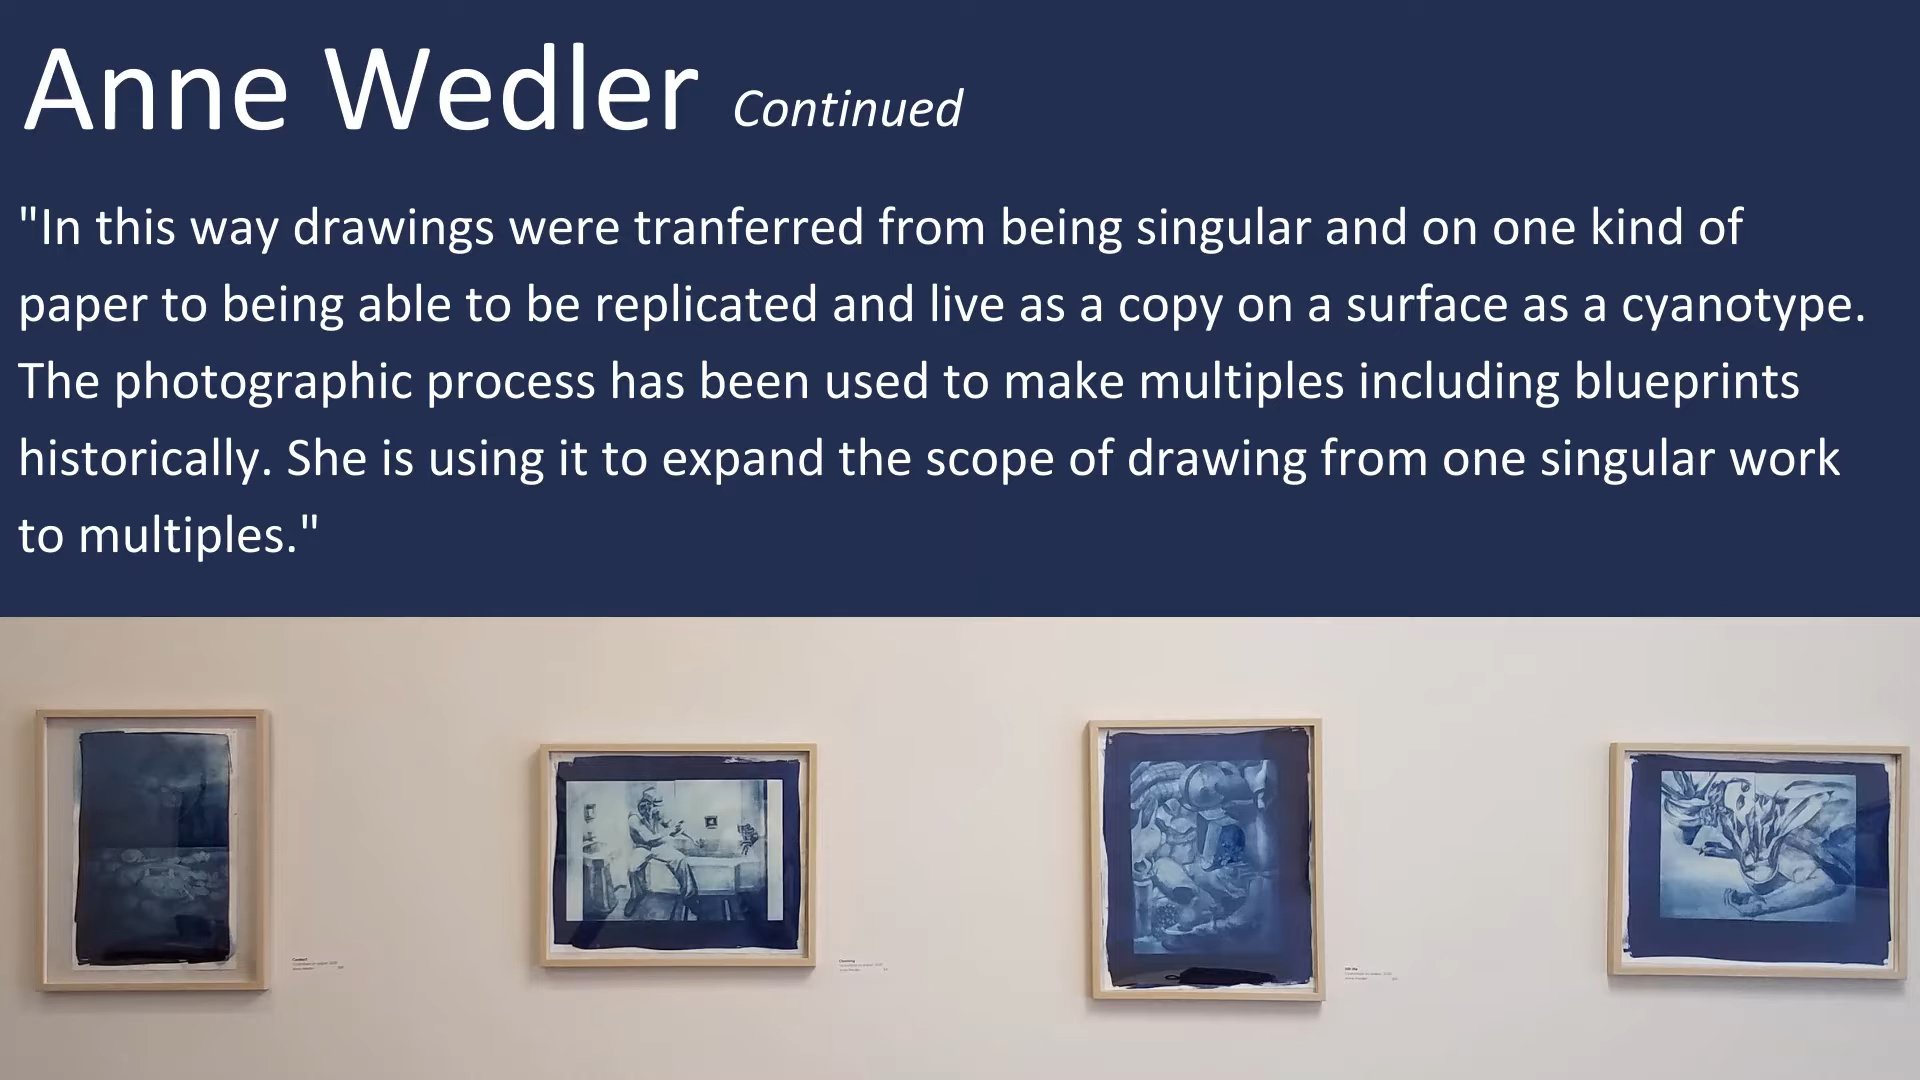 Anne Wedler Continued
"In this way drawings were tranferred from being singular and on one kind of
paper to being able to be replicated and live as a copy on a surface as a cyanotype.
The photographic process has been used to make multiples including blueprints
historically. She is using it to expand the scope of drawing from one singular work
to multiples."